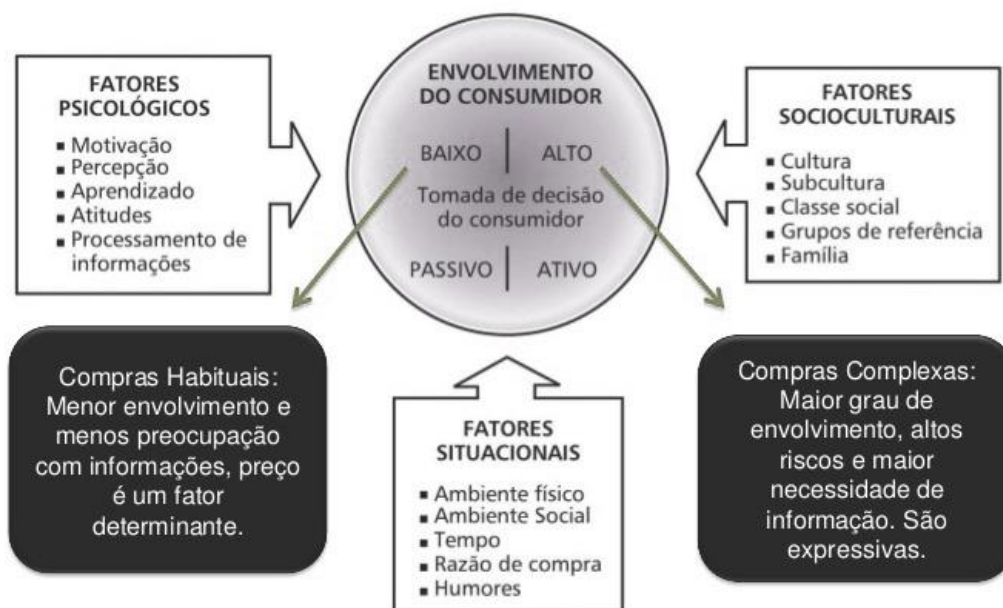 FATORES
PSICOLÓGICOS
▪ Motivação
▪ Percepção
▪ Aprendizado
▪ Atitudes
▪ Processamento de
informações
ENVOLVIMENTO
DO CONSUMIDOR
BAIXO
ALTO
Tomada de decisão
do consumidor
PASSIVO
ATIVO
FATORES
SOCIOCULTURAIS
▪ Cultura
▪ Subcultura
▪ Classe social
▪ Grupos de referência
▪ Família
Compras Habituais:
Menor envolvimento e
menos preocupação
com informações, preço
é um fator
determinante.
FATORES
SITUACIONAIS
▪ Ambiente físico
▪ Ambiente Social
▪ Tempo
▪ Razão de compra
▪ Humores
Compras Complexas:
Maior grau de
envolvimento, altos
riscos e maior
necessidade de
informação. São
expressivas.